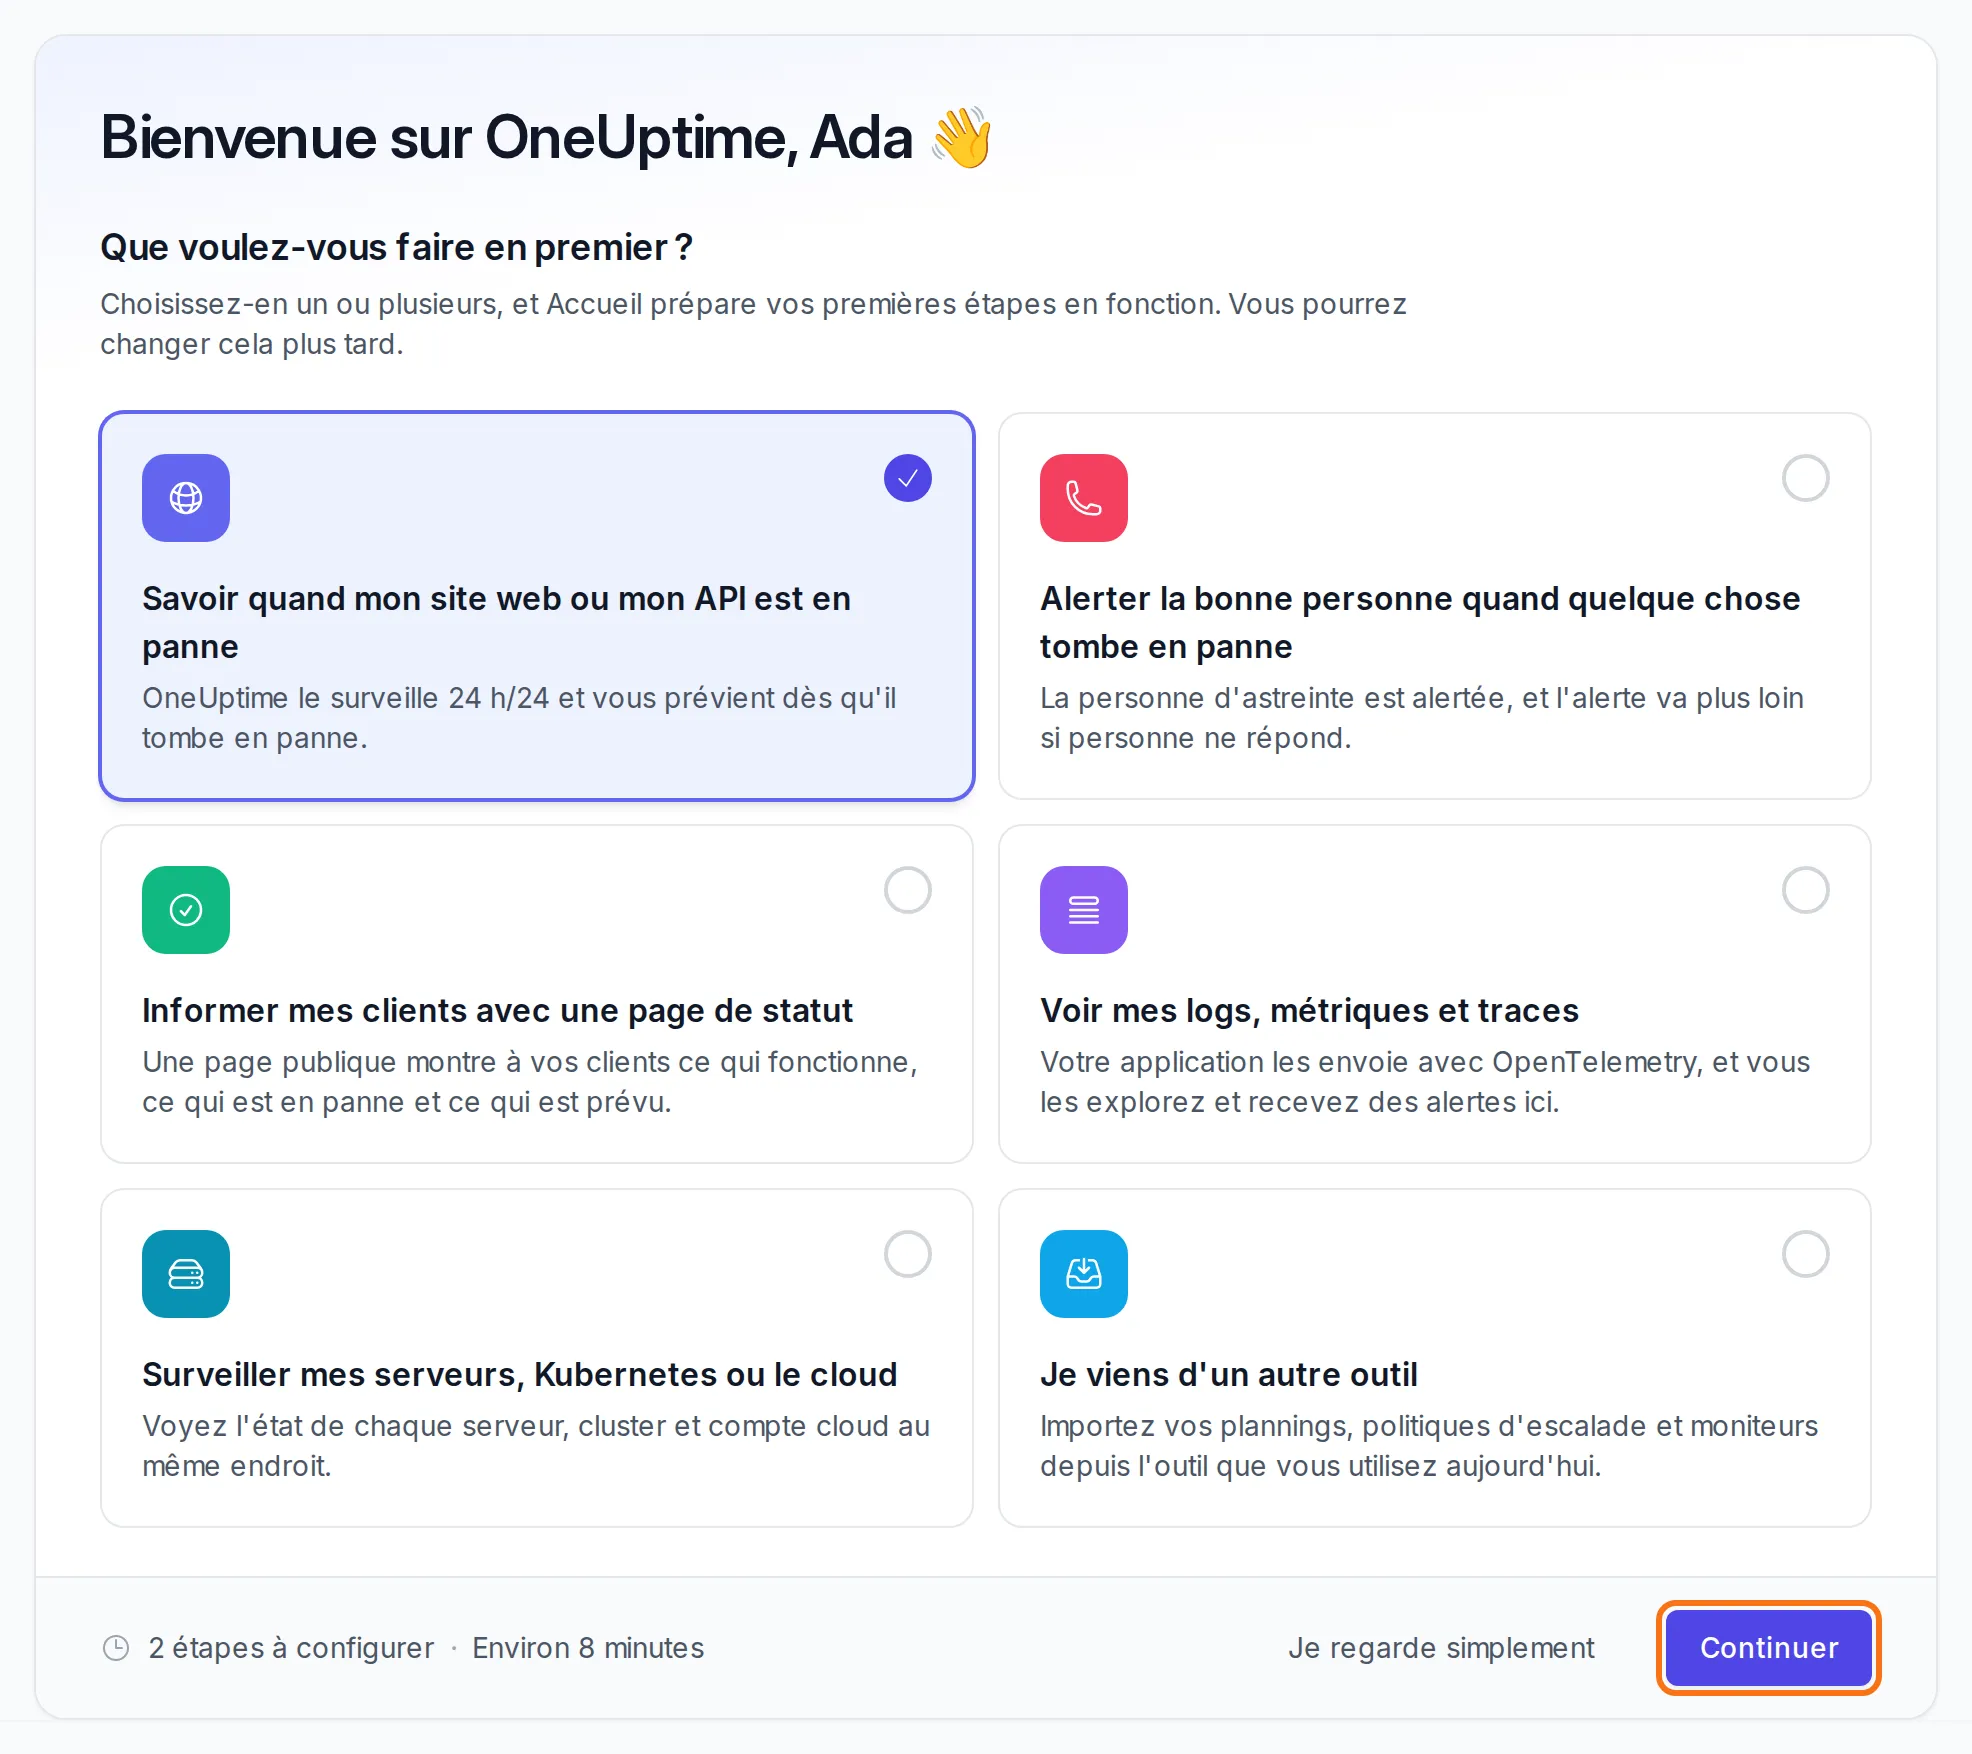 Bienvenue sur OneUptime, Ada 👋
Que voulez-vous faire en premier ?
Choisissez-en un ou plusieurs, et Accueil prépare vos premières étapes en fonction. Vous pourrez
changer cela plus tard.
Savoir quand mon site web ou mon API est en
panne
OneUptime le surveille 24 h/24 et vous prévient dès qu'il
tombe en panne.
Alerter la bonne personne quand quelque chose
tombe en panne
La personne d'astreinte est alertée, et l'alerte va plus loin
si personne ne répond.
Informer mes clients avec une page de statut
Une page publique montre à vos clients ce qui fonctionne,
ce qui est en panne et ce qui est prévu.
Voir mes logs, métriques et traces
Votre application les envoie avec OpenTelemetry, et vous
les explorez et recevez des alertes ici.
Surveiller mes serveurs, Kubernetes ou le cloud
Voyez l'état de chaque serveur, cluster et compte cloud au
même endroit.
Je viens d'un autre outil
Importez vos plannings, politiques d'escalade et moniteurs
depuis l'outil que vous utilisez aujourd'hui.
2 étapes à configurer · Environ 8 minutes
Je regarde simplement
Continuer